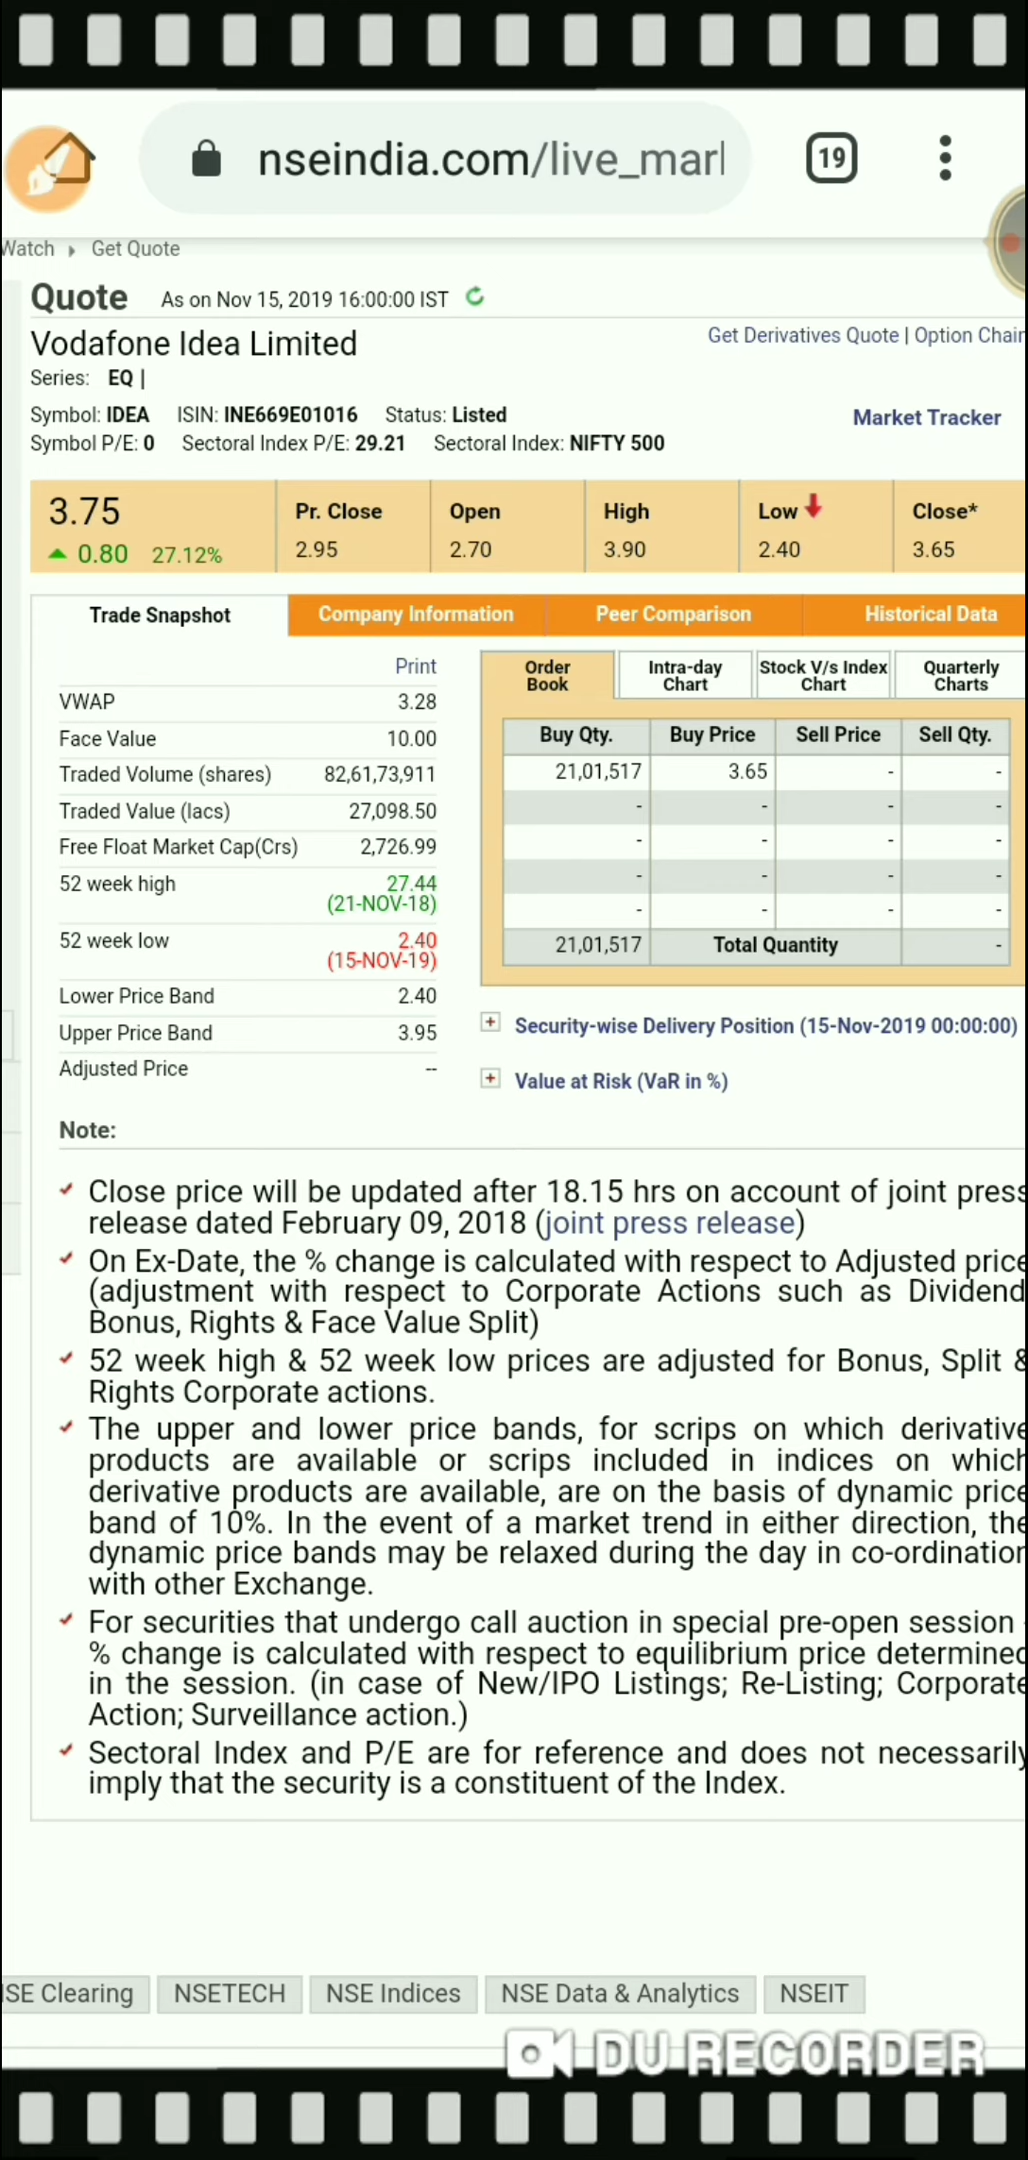 nseindia.com/live_marl
19
Watch Get Quote
Quote As on Nov 15, 2019 16:00:00 IST
Vodafone Idea Limited
Get Derivatives Quote | Option Chain
Series: EQ |
Symbol: IDEA ISIN: INE669E01016 Status: Listed
Market Tracker
Symbol P/E: 0 Sectoral Index P/E: 29.21 Sectoral Index: NIFTY 500
3.75 Pr. Close Open High Low Close*
0.80 27.12% 2.95 2.70 3.90 2.40 3.65
Trade Snapshot Company Information Peer Comparison Historical Data
Print
VWAP 3.28
Face Value 10.00
Traded Volume (shares) 82,61,73,911
Traded Value (lacs) 27,098.50
Free Float Market Cap(Crs) 2,726.99
52 week high 27.44
(21-NOV-18)
52 week low 2.40
(15-NOV-19)
Lower Price Band 2.40
Upper Price Band 3.95
Adjusted Price --
Order Book Intra-day Chart Stock V/s Index Chart Quarterly Charts
Buy Qty. Buy Price Sell Price Sell Qty.
21,01,517 3.65 - -
- - - -
- - - -
- - - -
- - - -
21,01,517 Total Quantity -
+ Security-wise Delivery Position (15-Nov-2019 00:00:00)
+ Value at Risk (VaR in %)
Note:
Close price will be updated after 18.15 hrs on account of joint press
release dated February 09, 2018 (joint press release)
On Ex-Date, the % change is calculated with respect to Adjusted price
(adjustment with respect to Corporate Actions such as Dividend
Bonus, Rights & Face Value Split)
52 week high & 52 week low prices are adjusted for Bonus, Split &
Rights Corporate actions.
The upper and lower price bands, for scrips on which derivative
products are available or scrips included in indices on which
derivative products are available, are on the basis of dynamic price
band of 10%. In the event of a market trend in either direction, the
dynamic price bands may be relaxed during the day in co-ordination
with other Exchange.
For securities that undergo call auction in special pre-open session
% change is calculated with respect to equilibrium price determined
in the session. (in case of New/IPO Listings; Re-Listing; Corporate
Action; Surveillance action.)
Sectoral Index and P/E are for reference and does not necessarily
imply that the security is a constituent of the Index.
SE Clearing NSETECH NSE Indices NSE Data & Analytics NSEIT
DU RECORDER